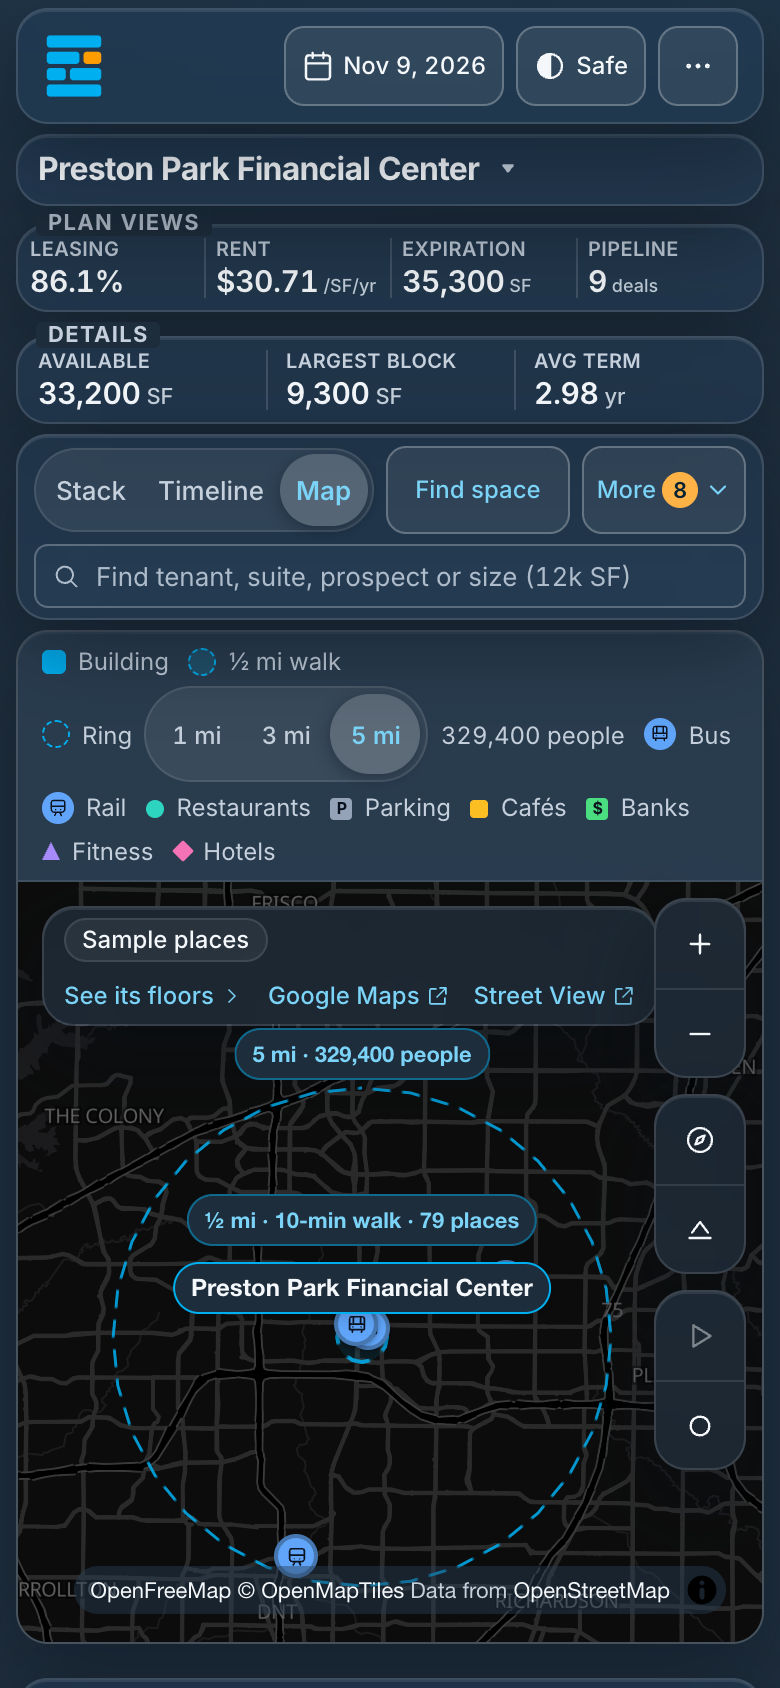 Nov 9, 2026
Safe
Preston Park Financial Center
PLAN VIEWS
LEASING RENT EXPIRATION PIPELINE
86.1% $30.71 /SF/yr 35,300 SF 9 deals
DETAILS
AVAILABLE LARGEST BLOCK AVG TERM
33,200 SF 9,300 SF 2.98 yr
Stack Timeline Map Find space More 8
Find tenant, suite, prospect or size (12k SF)
Building ½ mi walk
Ring 1 mi 3 mi 5 mi 329,400 people Bus
Rail Restaurants P Parking Cafés $ Banks
Fitness Hotels
FRISCO
Sample places
See its floors Google Maps Street View
5 mi · 329,400 people
THE COLONY
½ mi · 10-min walk · 79 places
Preston Park Financial Center
75
PL
OpenFreeMap © OpenMapTiles Data from OpenStreetMap
RICHARDSON
DNT